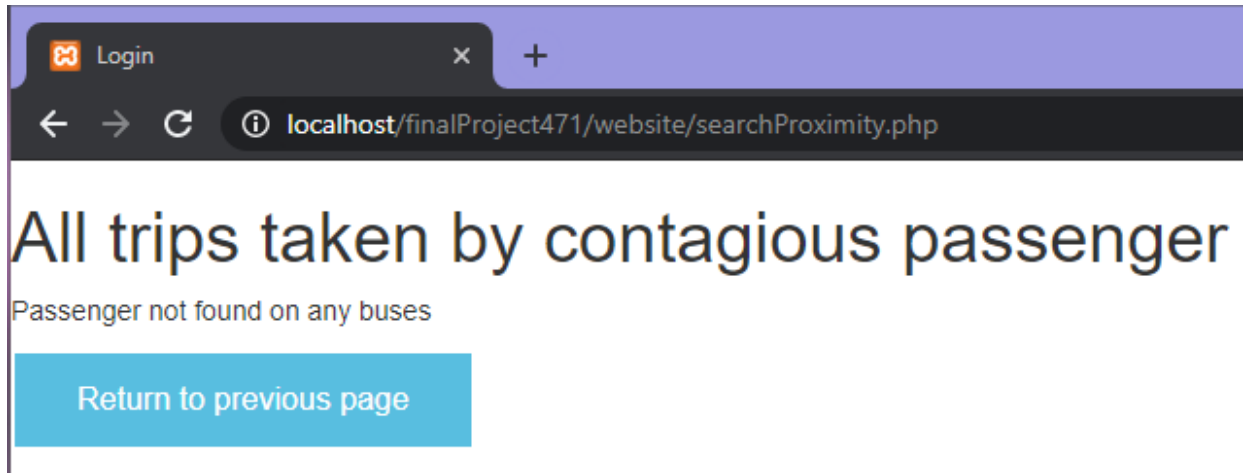 Login
localhost/finalProject471/website/searchProximity.php
All trips taken by contagious passenger
Passenger not found on any buses
Return to previous page